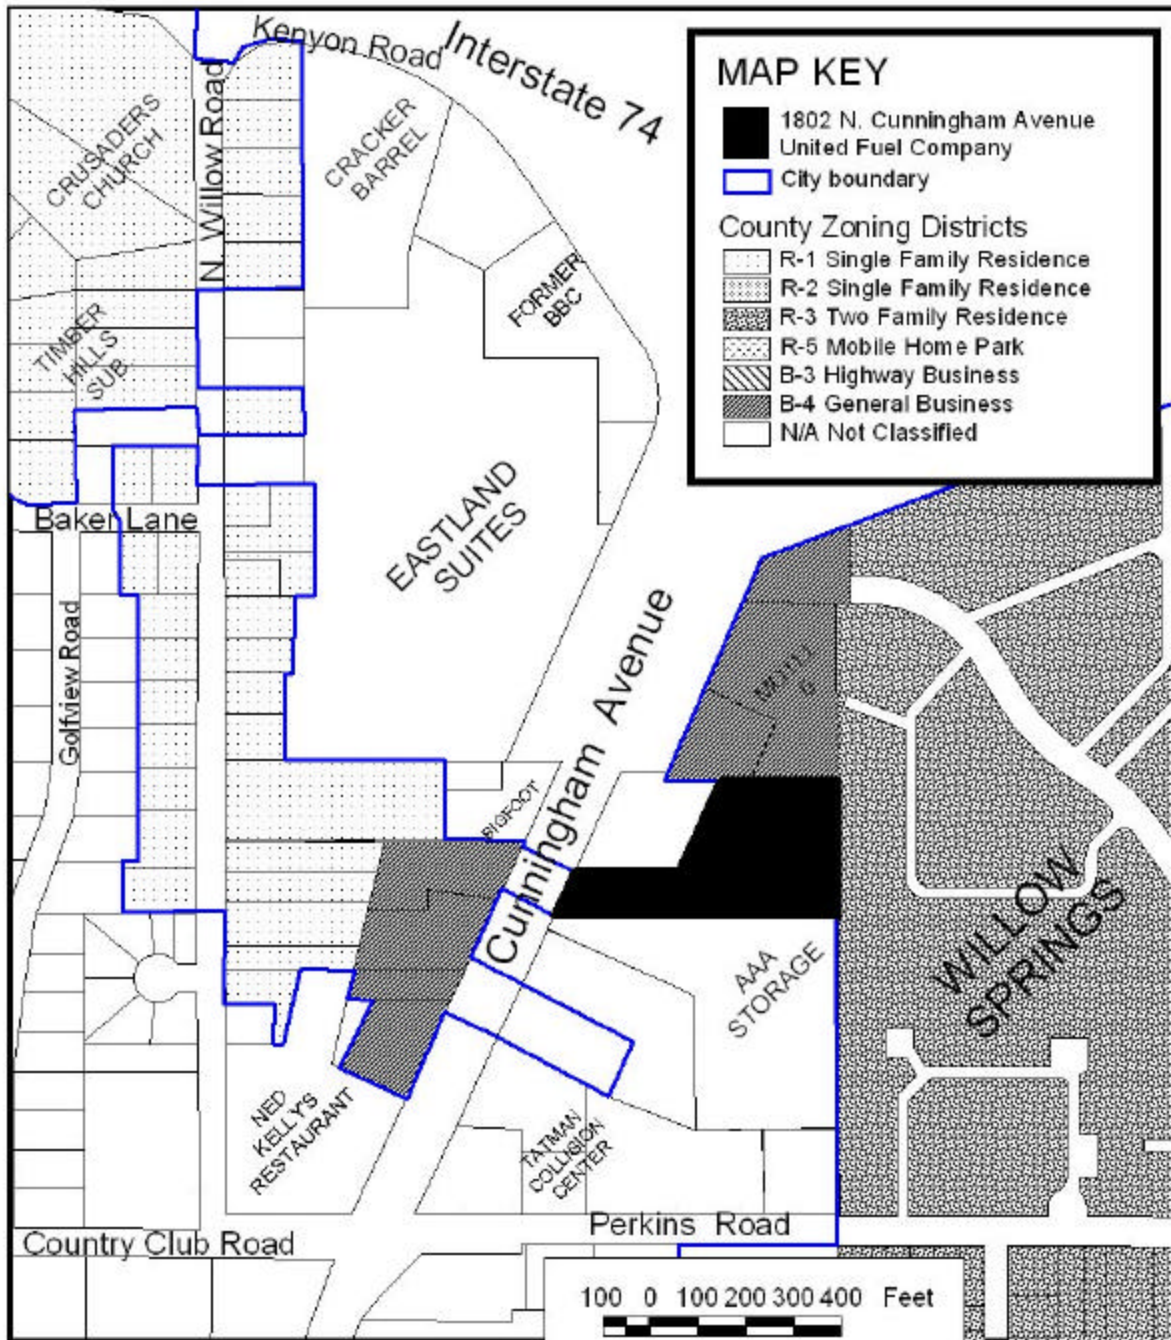 Kenyon Road
Interstate 74
MAP KEY
1802 N. Cunningham Avenue
United Fuel Company
City boundary
County Zoning Districts
R-1 Single Family Residence
R-2 Single Family Residence
R-3 Two Family Residence
R-5 Mobile Home Park
B-3 Highway Business
B-4 General Business
N/A Not Classified
CRUSADERS
CHURCH
N. Willow Road
CRACKER
BARREL
FORMER
BBC
TIMBER
HILLS
SUB
EASTLAND
SUITES
Baker Lane
Golfview Road
Cunningham Avenue
MOTEL
6
BIGFOOT
WILLOW
SPRINGS
AAA
STORAGE
NED
KELLY'S
RESTAURANT
TATMAN
COLLISION
CENTER
Perkins Road
Country Club Road
100 0 100 200 300 400 Feet